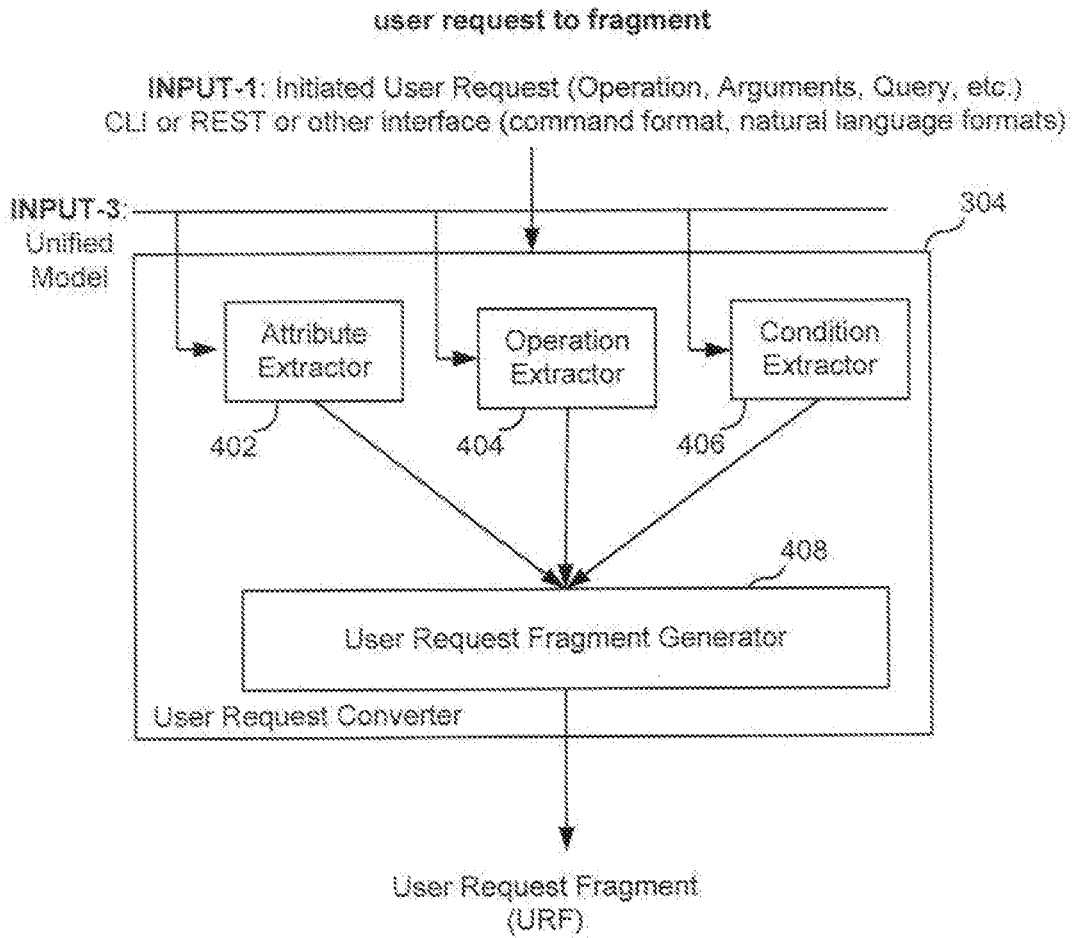 user request to fragment
INPUT-1: Initiated User Request (Operation, Arguments, Query, etc.)
CLI or REST or other interface (command format, natural language formats)
INPUT-3:
Unified
Model
304
Attribute
Extractor
Operation
Extractor
Condition
Extractor
402
404
406
408
User Request Fragment Generator
User Request Converter
User Request Fragment
(URF)